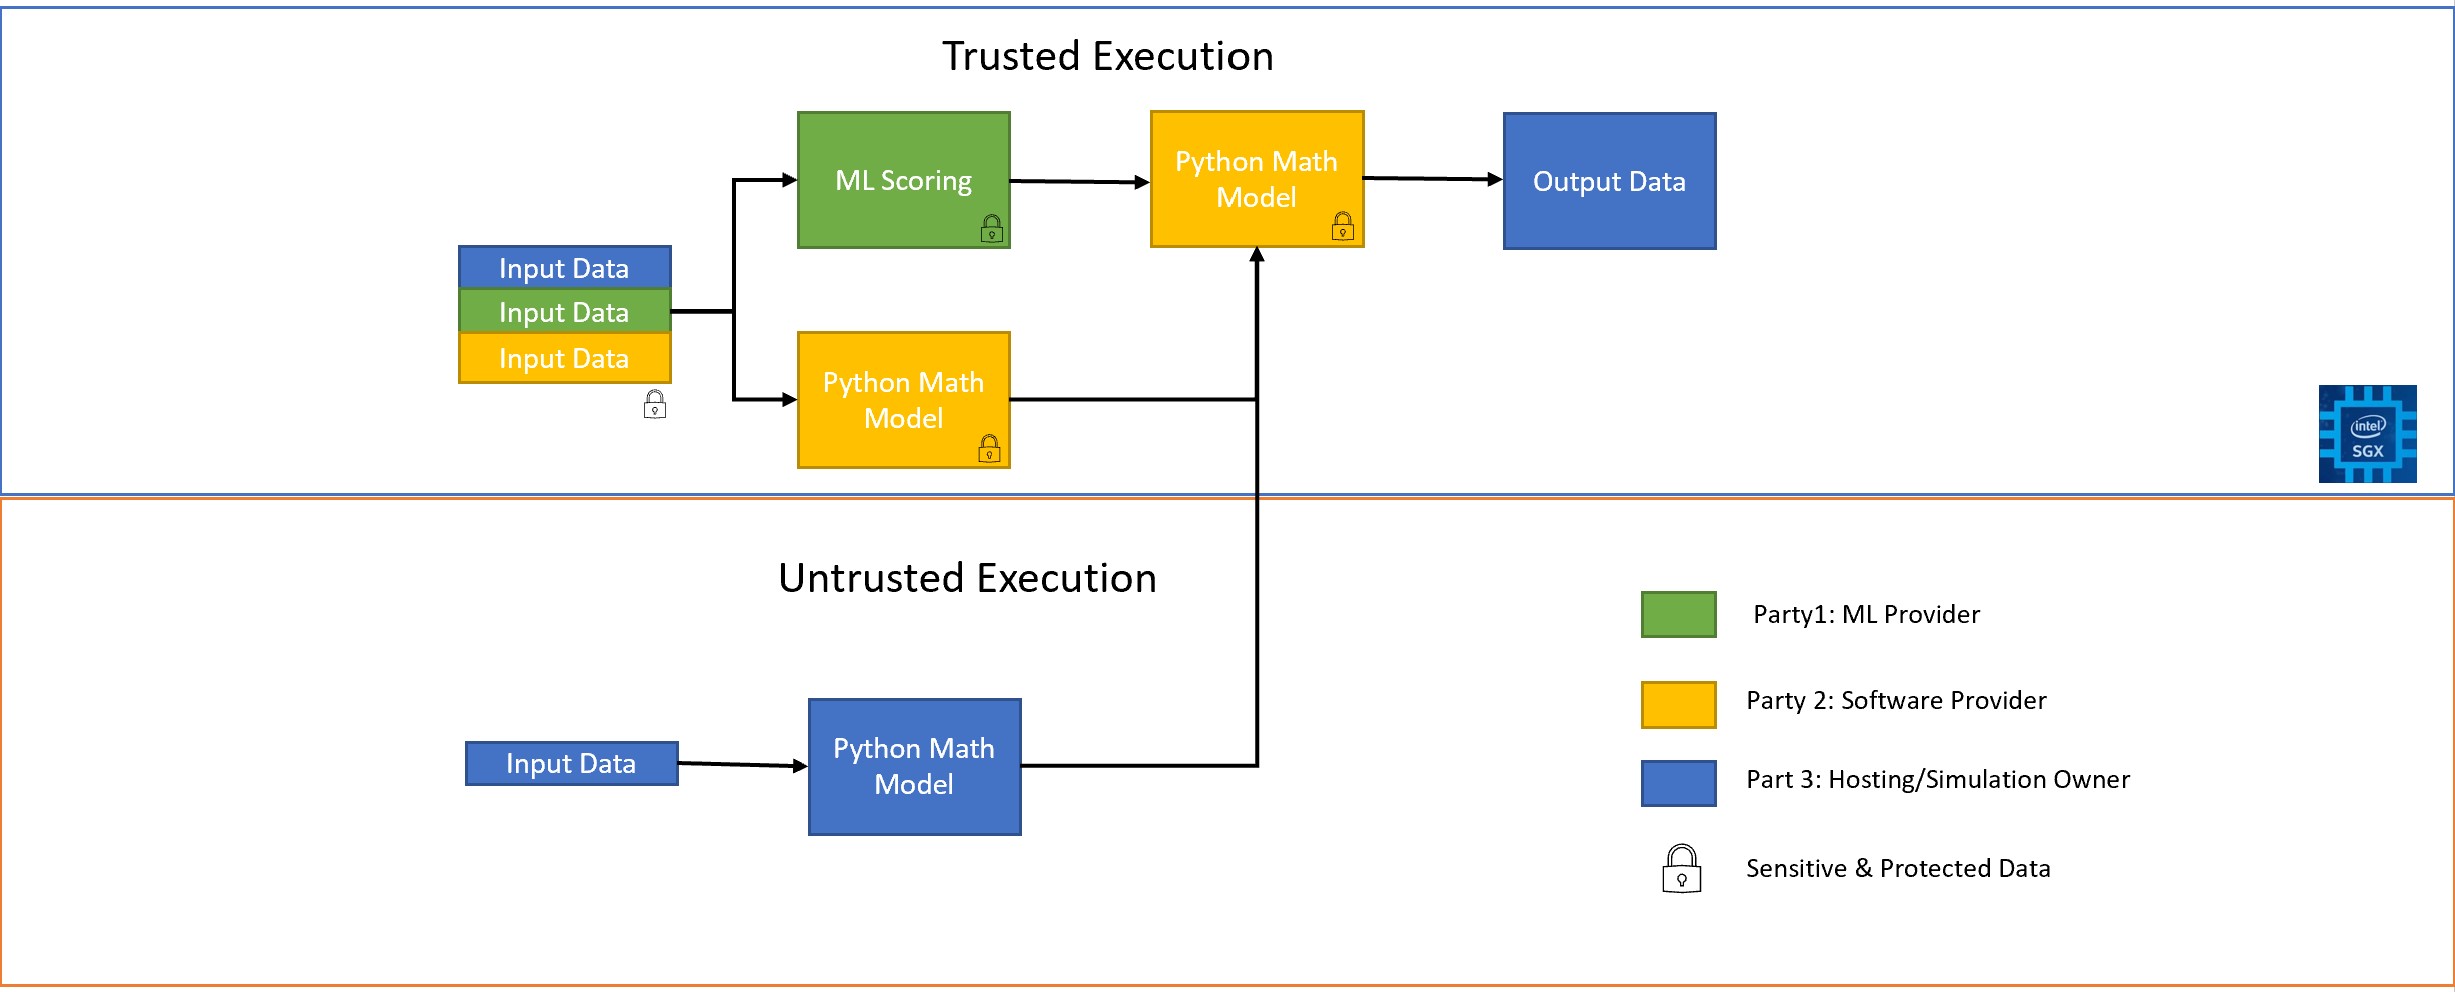 Trusted Execution
ML Scoring
Python Math
Model
Output Data
Input Data
Input Data
Input Data
Python Math
Model
intel
SGX
Untrusted Execution
Input Data
Python Math
Model
Party1: ML Provider
Party 2: Software Provider
Part 3: Hosting/Simulation Owner
Sensitive & Protected Data